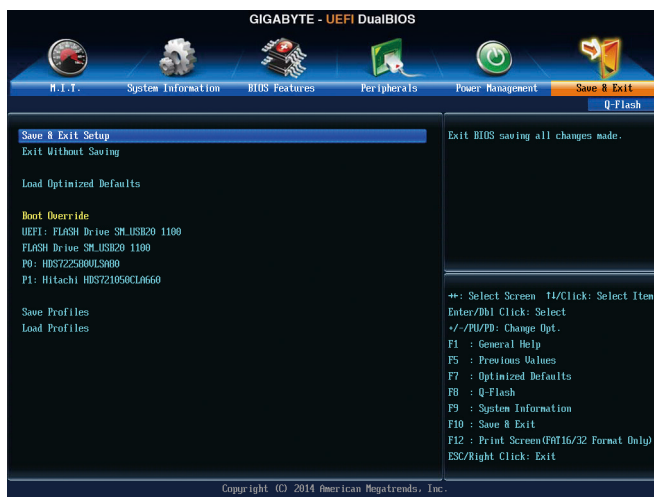 GIGABYTE - UEFI DualBIOS
M.I.T. System Information BIOS Features Peripherals Power Management Save & Exit
Q-Flash
Save & Exit Setup
Exit Without Saving
Load Optimized Defaults
Boot Override
UEFI: FLASH Drive SM_USB20 1100
FLASH Drive SM_USB20 1100
P0: HDS722580VLSA80
P1: Hitachi HDS721050CLA660
Save Profiles
Load Profiles
Exit BIOS saving all changes made.
→←: Select Screen ↑↓/Click: Select Item
Enter/Dbl Click: Select
+/-/PU/PD: Change Opt.
F1 : General Help
F5 : Previous Values
F7 : Optimized Defaults
F8 : Q-Flash
F9 : System Information
F10 : Save & Exit
F12 : Print Screen(FAT16/32 Format Only)
ESC/Right Click: Exit
Copyright (C) 2014 American Megatrends, Inc.